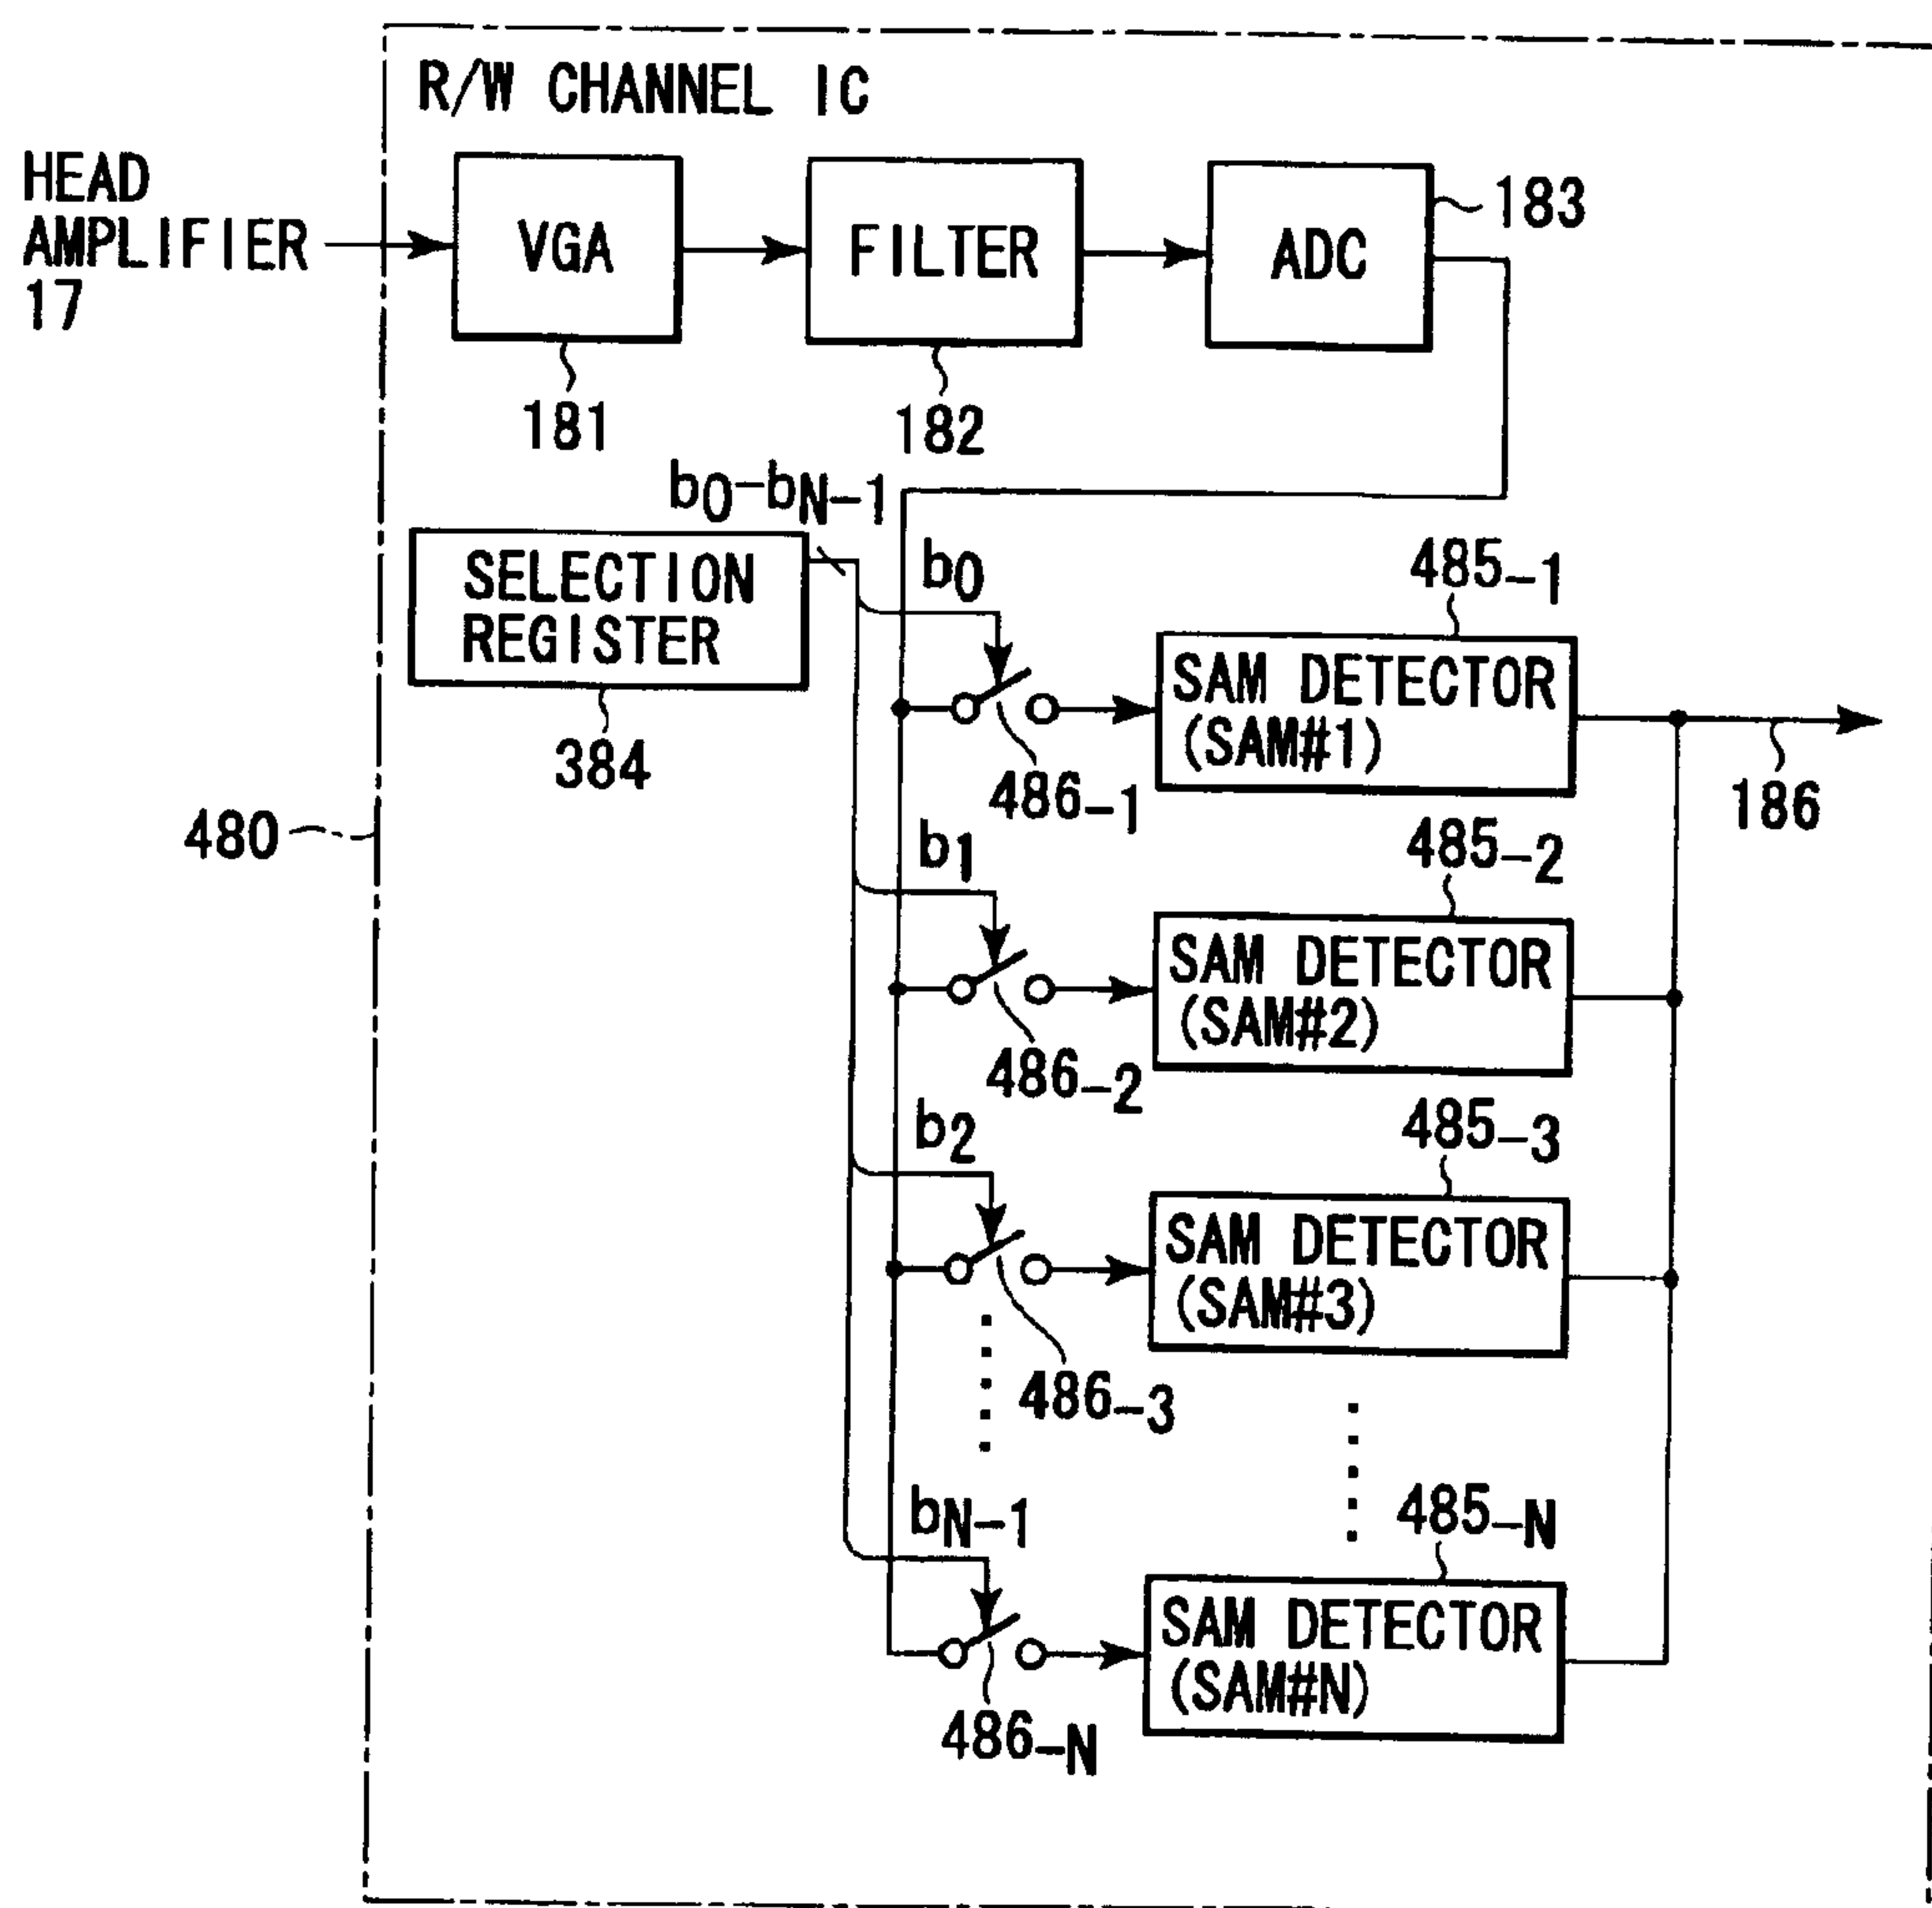 R/W CHANNEL IC
HEAD
AMPLIFIER
17
VGA
FILTER
ADC
183
181
182
b0-bN-1
SELECTION
REGISTER
384
b0
485-1
SAM DETECTOR
(SAM#1)
486-1
186
480
b1
485-2
SAM DETECTOR
(SAM#2)
486-2
b2
485-3
SAM DETECTOR
(SAM#3)
486-3
bN-1
485-N
SAM DETECTOR
(SAM#N)
486-N